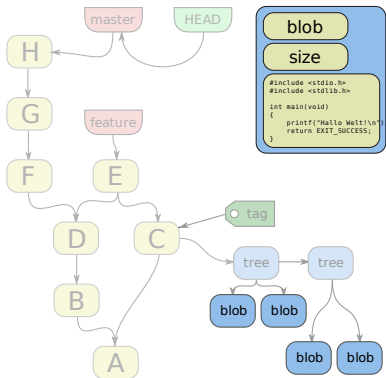 master
HEAD
blob
size
#include <stdio.h>
#include <stdlib.h>
int main(void)
{
printf("Hallo Welt!\n")
return EXIT_SUCCESS;
}
H
G
feature
F
E
tag
D
C
tree
tree
B
blob
blob
A
blob
blob